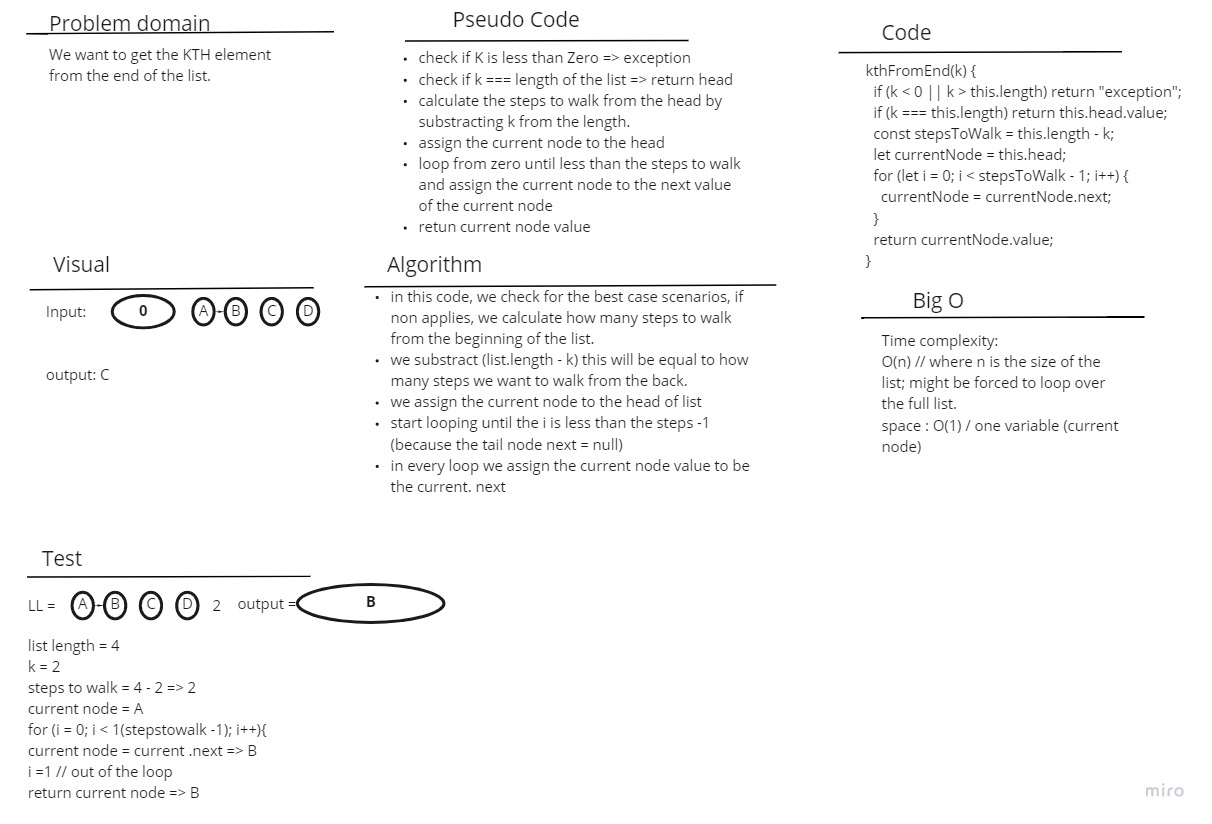 Problem domain
We want to get the KTH element
from the end of the list.
Pseudo Code
• check if K is less than Zero => exception
• check if k === length of the list => return head
• calculate the steps to walk from the head by
substracting k from the length.
• assign the current node to the head
• loop from zero until less than the steps to walk
and assign the current node to the next value
of the current node
• retun current node value
Code
kthFromEnd(k) {
if (k < 0 || k > this.length) return "exception";
if (k === this.length) return this.head.value;
const stepsToWalk = this.length - k;
let currentNode = this.head;
for (let i = 0; i < stepsToWalk - 1; i++) {
currentNode = currentNode.next;
}
return currentNode.value;
}
Visual
Input: 0 A B C D
output: C
Algorithm
• in this code, we check for the best case scenarios, if
non applies, we calculate how many steps to walk
from the beginning of the list.
• we substract (list.length - k) this will be equal to how
many steps we want to walk from the back.
• we assign the current node to the head of list
• start looping until the i is less than the steps -1
(because the tail node next = null)
• in every loop we assign the current node value to be
the current. next
Big O
Time complexity:
O(n) // where n is the size of the
list; might be forced to loop over
the full list.
space : O(1) / one variable (current
node)
Test
LL = A B C D 2 output = B
list length = 4
k = 2
steps to walk = 4 - 2 => 2
current node = A
for (i = 0; i < 1(stepstowalk -1); i++){
current node = current .next => B
i =1 // out of the loop
return current node => B
miro